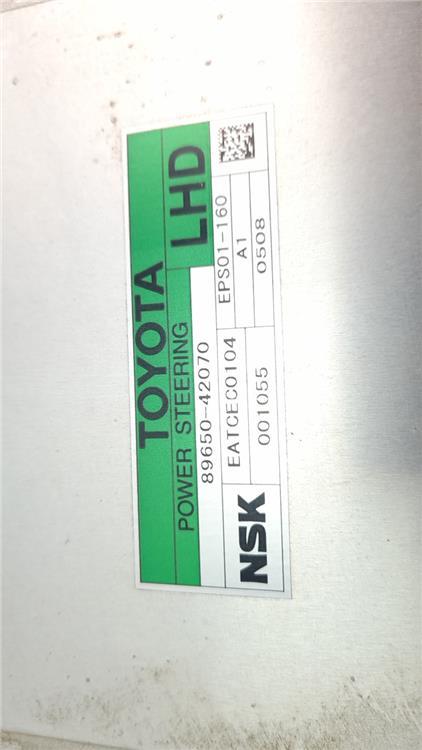 TOYOTA
POWER STEERING LHD
89650-42070
NSK EATCEC0104 EPS01-160
A1
001055 0508